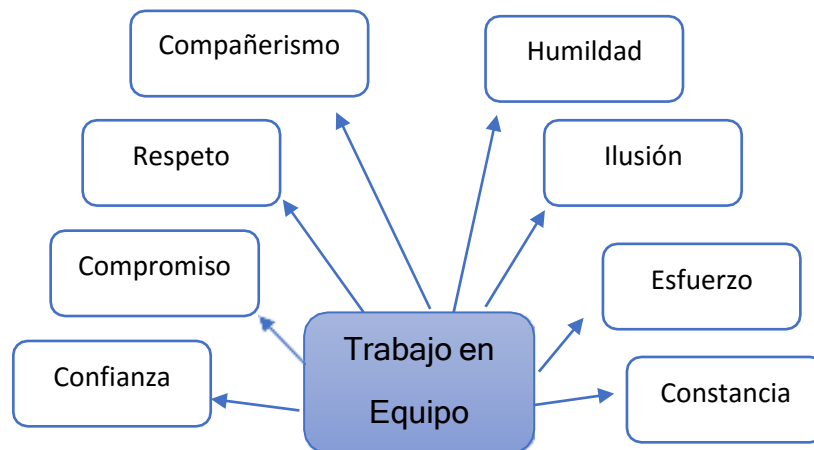 Compañerismo
Humildad
Respeto
Ilusión
Compromiso
Esfuerzo
Confianza
Constancia
Trabajo en
Equipo